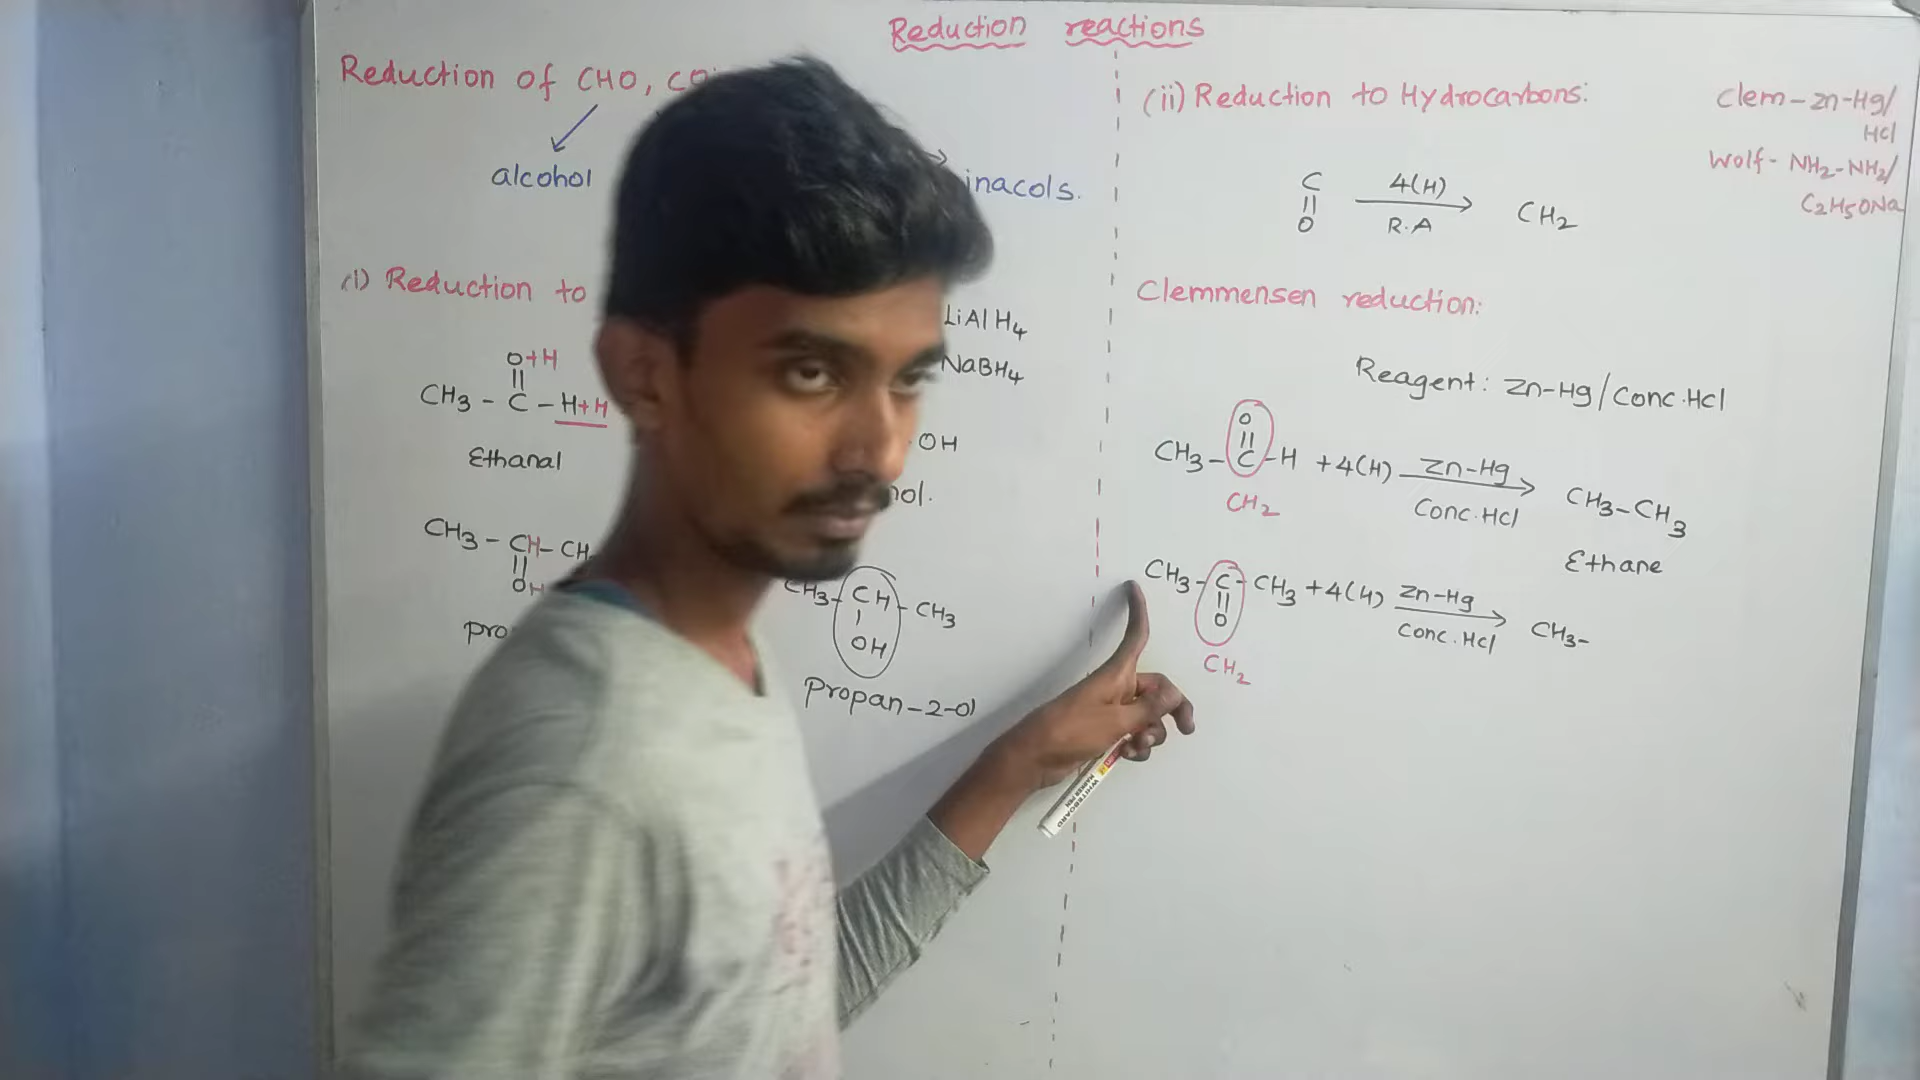 Reduction reactions
Reduction of CHO, CO
alcohol
inacols.
(i) Reduction to
LiAlH4
NaBH4
O+H
||
CH3 - C - H+H
OH
Ethanal
nol.
CH3 - CH - CH
||
OH
pro
CH3 - CH - CH3
|
OH
propan-2-ol
(ii) Reduction to Hydrocarbons:
Clem - Zn-Hg/
HCl
Wolf - NH2-NH2/
C2H5ONa
C 4(H)
|| CH2
O R.A
Clemmensen reduction:
Reagent: Zn-Hg/Conc.Hcl
O
||
CH3 - C - H + 4(H) Zn-Hg CH3-CH3
CH2 Conc.Hcl
Ethane
CH3 - C - CH3 + 4(H) Zn-Hg
|| Conc.Hcl CH3-
O
CH2
WHITEBOARD
MARKER PEN